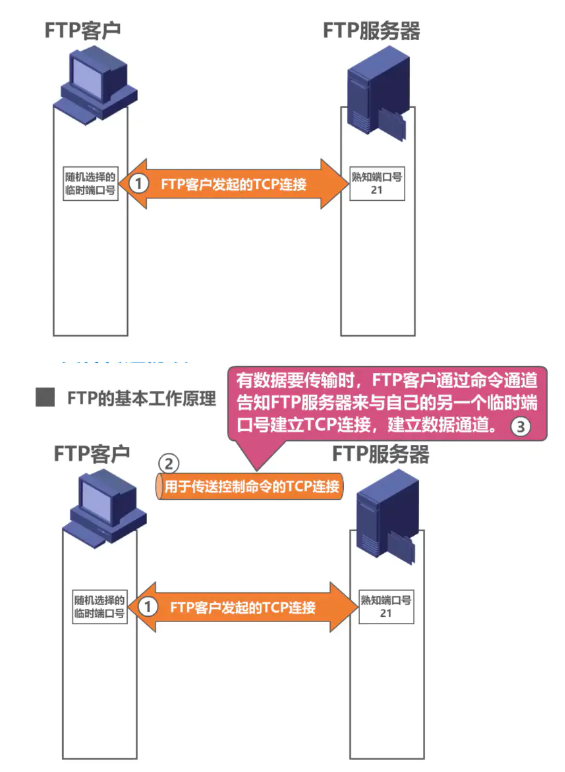 FTP客户
FTP服务器
随机选择的
临时端口号
① FTP客户发起的TCP连接
熟知端口号
21
有数据要传输时，FTP客户通过命令通道
告知FTP服务器来与自己的另一个临时端
口号建立TCP连接，建立数据通道。 ③
FTP的基本工作原理
FTP客户
②
FTP服务器
用于传送控制命令的TCP连接
随机选择的
临时端口号
① FTP客户发起的TCP连接
熟知端口号
21